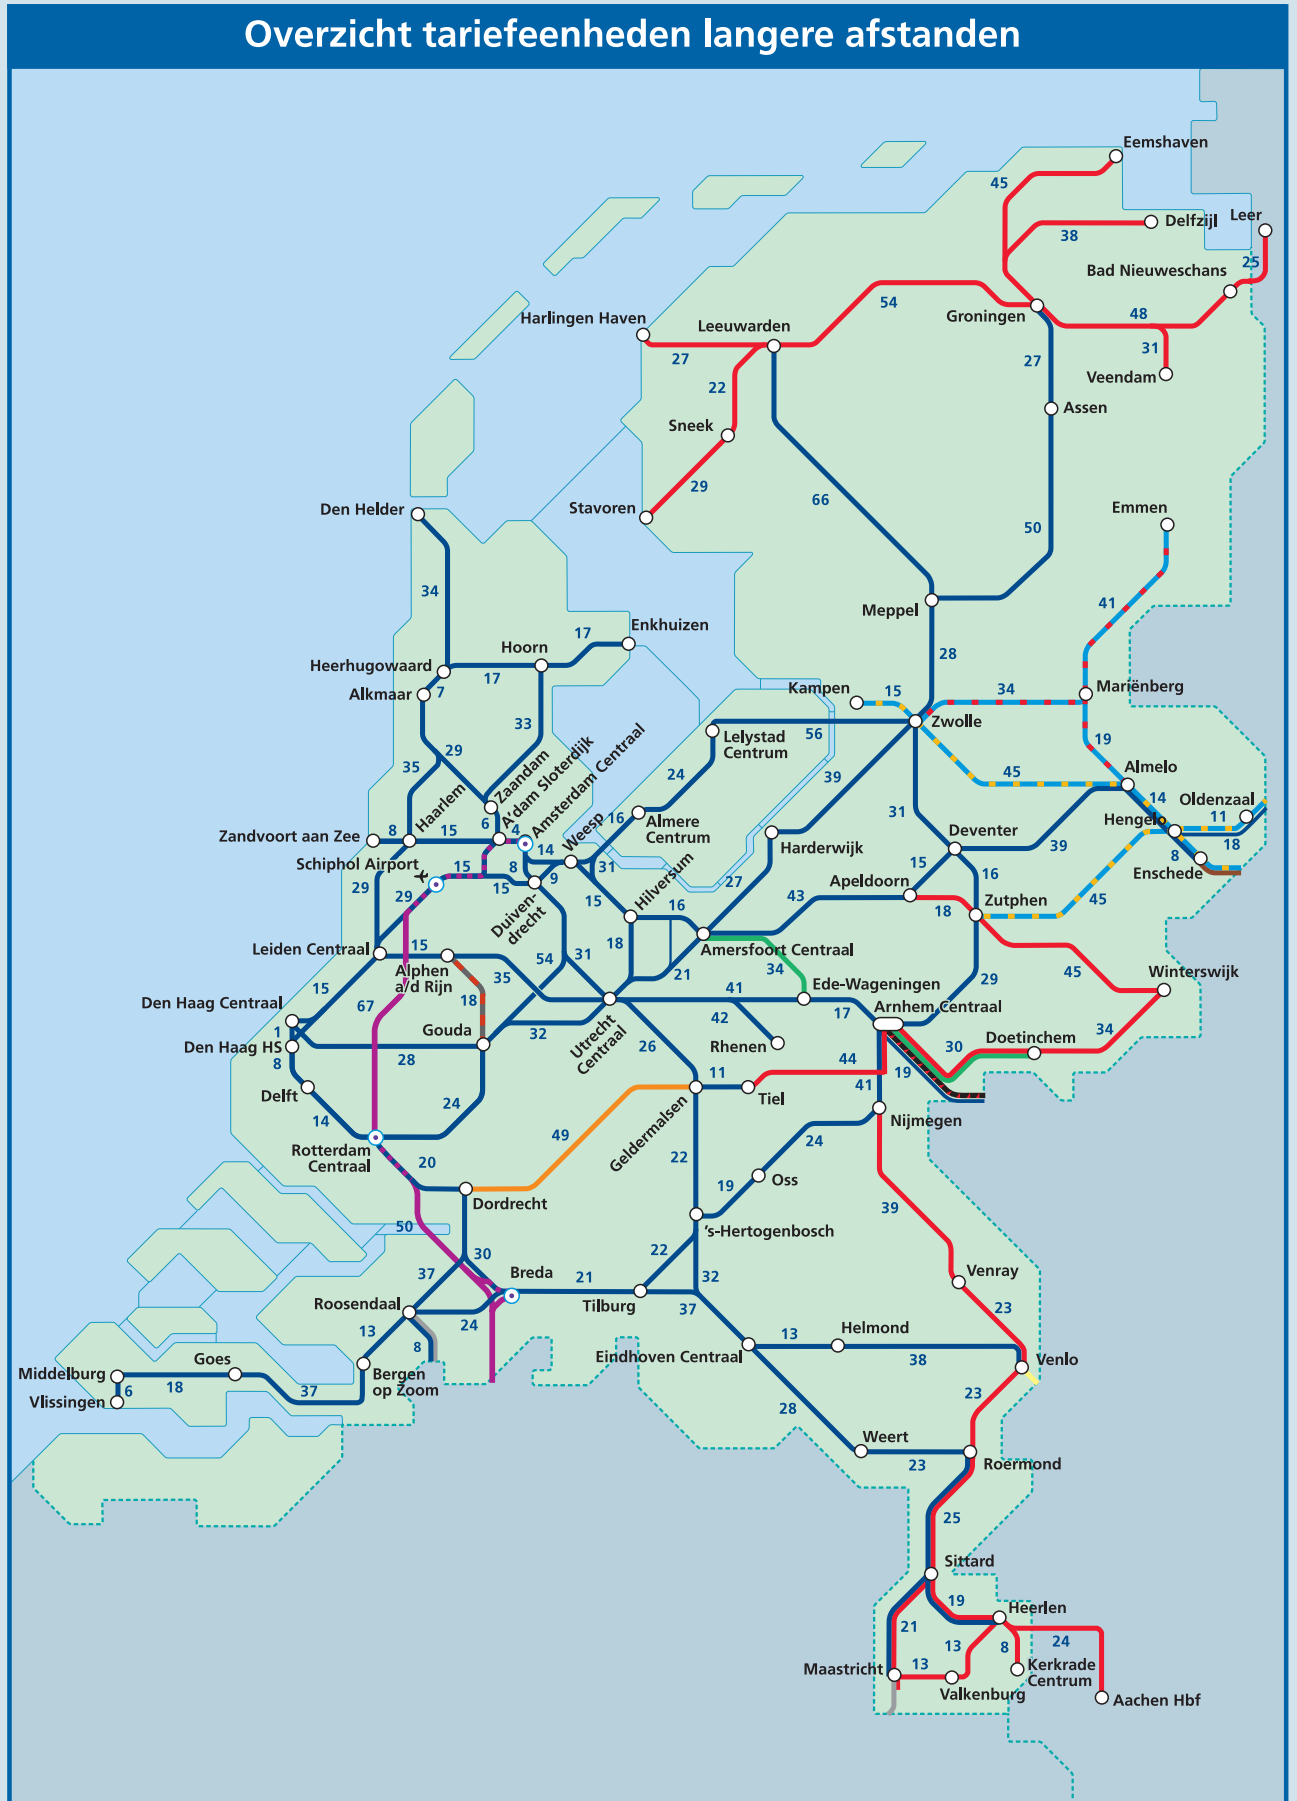 Overzicht tariefeenheden langere afstanden
Eemshaven
45
Delfzijl
Leer
38
25
Bad Nieuweschans
54
Groningen
48
Harlingen Haven
Leeuwarden
27
31
27
22
Veendam
Assen
Sneek
29
66
Stavoren
Den Helder
Emmen
50
34
41
Meppel
Enkhuizen
17
Hoorn
28
Heerhugowaard
17
7
Alkmaar
Kampen
15
34
Mariënberg
Zwolle
33
56
19
Lelystad
Centrum
29
35
24
39
45
Almelo
Zaandam
A'dam Sloterdijk
Amsterdam Centraal
14
Oldenzaal
Haarlem
Weesp
16
31
Hengelo
11
Zandvoort aan Zee
8
15
6
4
Almere
Centrum
Deventer
39
18
Schiphol Airport
14
Harderwijk
8
15
8
31
15
Enschede
29
29
15
9
Hilversum
27
Apeldoorn
16
43
45
Duiven-
drecht
15
16
18
Zutphen
Leiden Centraal
15
18
Amersfoort Centraal
Alphen
a/d Rijn
54
31
21
34
45
Winterswijk
35
29
15
41
Ede-Wageningen
Den Haag Centraal
67
18
17
Arnhem Centraal
1
Gouda
32
42
34
Den Haag HS
28
Utrecht
Centraal
26
Rhenen
30
Doetinchem
8
44
19
11
41
Delft
24
Tiel
14
Geldermalsen
Nijmegen
49
24
Rotterdam
Centraal
20
22
Oss
19
Dordrecht
39
50
's-Hertogenbosch
30
22
37
Breda
21
32
Venray
Roosendaal
Tilburg
37
23
13
24
13
Helmond
8
Eindhoven Centraal
38
Venlo
Goes
Middelburg
18
37
Bergen
op Zoom
6
Vlissingen
23
28
Weert
23
Roermond
25
Sittard
19
Heerlen
21
13
8
24
Maastricht
13
Kerkrade
Centrum
Valkenburg
Aachen Hbf